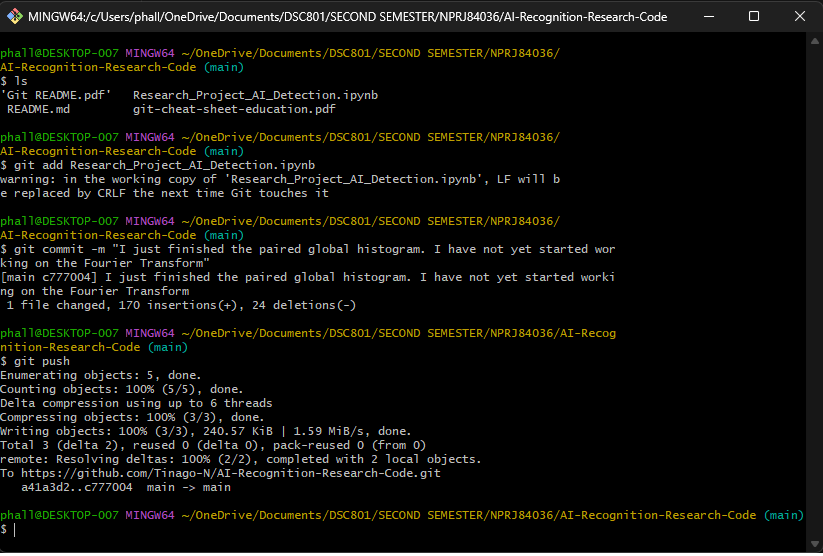 MINGW64:/c/Users/phall/OneDrive/Documents/DSC801/SECOND SEMESTER/NPRJ84036/AI-Recognition-Research-Code
phall@DESKTOP-OO7 MINGW64 ~/OneDrive/Documents/DSC801/SECOND SEMESTER/NPRJ84036/
AI-Recognition-Research-Code (main)
$ ls
'Git README.pdf'   Research_Project_AI_Detection.ipynb
 README.md         git-cheat-sheet-education.pdf
phall@DESKTOP-OO7 MINGW64 ~/OneDrive/Documents/DSC801/SECOND SEMESTER/NPRJ84036/
AI-Recognition-Research-Code (main)
$ git add Research_Project_AI_Detection.ipynb
warning: in the working copy of 'Research_Project_AI_Detection.ipynb', LF will b
e replaced by CRLF the next time Git touches it
phall@DESKTOP-OO7 MINGW64 ~/OneDrive/Documents/DSC801/SECOND SEMESTER/NPRJ84036/
AI-Recognition-Research-Code (main)
$ git commit -m "I just finished the paired global histogram. I have not yet started wor
king on the Fourier Transform"
[main c777004] I just finished the paired global histogram. I have not yet started worki
ng on the Fourier Transform
 1 file changed, 170 insertions(+), 24 deletions(-)
phall@DESKTOP-OO7 MINGW64 ~/OneDrive/Documents/DSC801/SECOND SEMESTER/NPRJ84036/AI-Recog
nition-Research-Code (main)
$ git push
Enumerating objects: 5, done.
Counting objects: 100% (5/5), done.
Delta compression using up to 6 threads
Compressing objects: 100% (3/3), done.
Writing objects: 100% (3/3), 240.57 KiB | 1.59 MiB/s, done.
Total 3 (delta 2), reused 0 (delta 0), pack-reused 0 (from 0)
remote: Resolving deltas: 100% (2/2), completed with 2 local objects.
To https://github.com/Tinago-N/AI-Recognition-Research-Code.git
   a41a3d2..c777004  main -> main
phall@DESKTOP-OO7 MINGW64 ~/OneDrive/Documents/DSC801/SECOND SEMESTER/NPRJ84036/AI-Recognition-Research-Code (main)
$